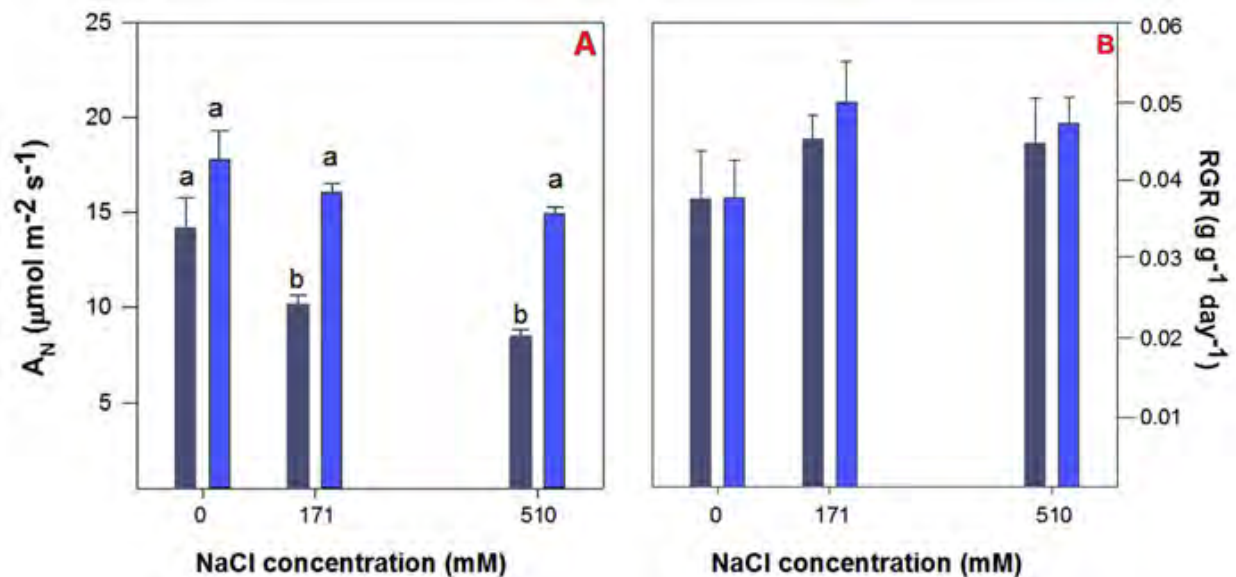 A
B
25
20
15
10
5
A_N (μmol m-2 s-1)
a
a
b
a
b
a
0
171
510
NaCl concentration (mM)
0.06
0.05
0.04
0.03
0.02
0.01
RGR (g g-1 day-1)
0
171
510
NaCl concentration (mM)